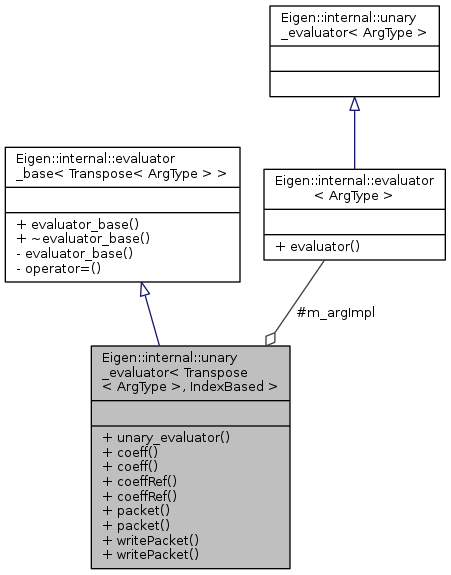 Eigen::internal::unary
_evaluator< ArgType >
Eigen::internal::evaluator
_base< Transpose< ArgType > >
+ evaluator_base()
+ ~evaluator_base()
- evaluator_base()
- operator=()
Eigen::internal::evaluator
< ArgType >
+ evaluator()
#m_argImpl
Eigen::internal::unary
_evaluator< Transpose
< ArgType >, IndexBased >
+ unary_evaluator()
+ coeff()
+ coeff()
+ coeffRef()
+ coeffRef()
+ packet()
+ packet()
+ writePacket()
+ writePacket()